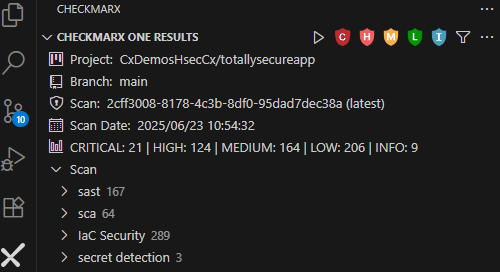 CHECKMARX
CHECKMARX ONE RESULTS C H M L I
Project: CxDemosHsecCx/totallysecureapp
Branch: main
Scan: 2cff3008-8178-4c3b-8df0-95dad7dec38a (latest)
Scan Date: 2025/06/23 10:54:32
CRITICAL: 21 | HIGH: 124 | MEDIUM: 164 | LOW: 206 | INFO: 9
Scan
sast 167
sca 64
IaC Security 289
secret detection 3
10